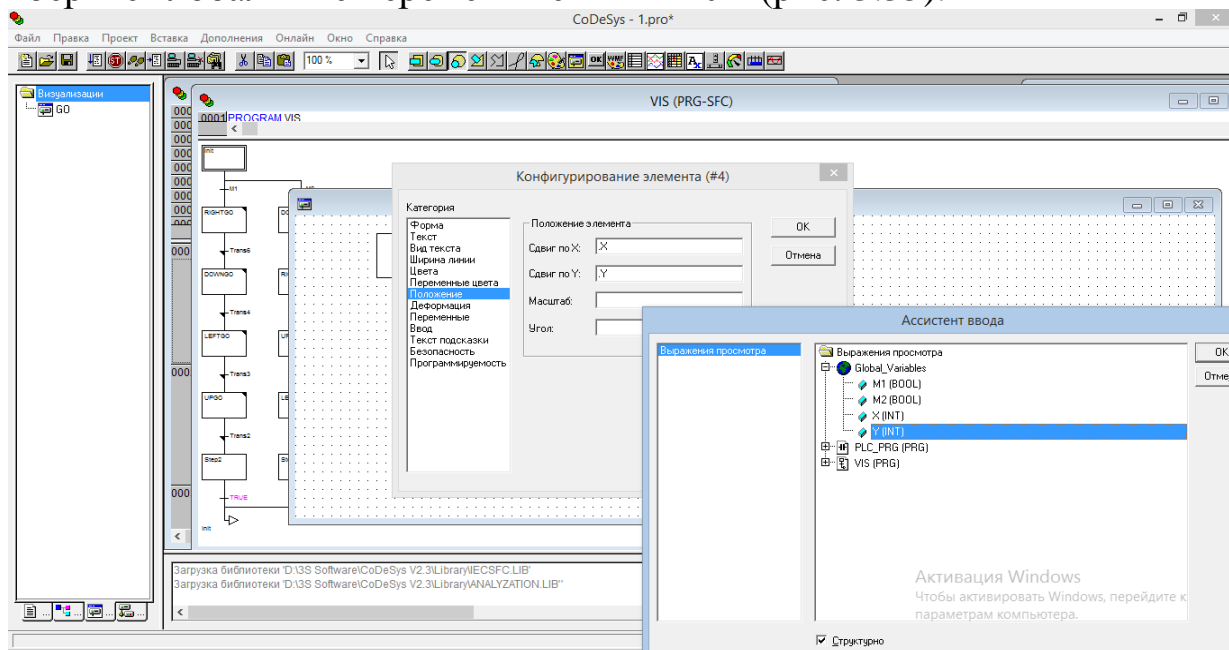 CoDeSys - 1.pro*
Файл Правка Проект Вставка Дополнения Онлайн Окно Справка
100 %
Визуализации
GO
VIS (PRG-SFC)
0001 PROGRAM VIS
Init
M1
RIGHTGO
Trans6
DOWNGO
Trans4
LEFTGO
Trans3
UPGO
Trans2
Step2
TRUE
Init
Конфигурирование элемента (#4)
Категория
Форма
Текст
Вид текста
Ширина линии
Цвета
Переменные цвета
Положение
Деформация
Переменные
Ввод
Текст подсказки
Безопасность
Программируемость
Положение элемента
Сдвиг по X: .X
Сдвиг по Y: .Y
Масштаб:
Угол:
OK
Отмена
Ассистент ввода
Выражения просмотра
Выражения просмотра
Global_Variables
M1 (BOOL)
M2 (BOOL)
X (INT)
Y (INT)
PLC_PRG (PRG)
VIS (PRG)
OK
Отме
Структурно
Загрузка библиотеки 'D:\3S Software\CoDeSys V2.3\Library\IECSFC.LIB'
Загрузка библиотеки 'D:\3S Software\CoDeSys V2.3\Library\ANALYZATION.LIB"
Активация Windows
Чтобы активировать Windows, перейдите к
параметрам компьютера.